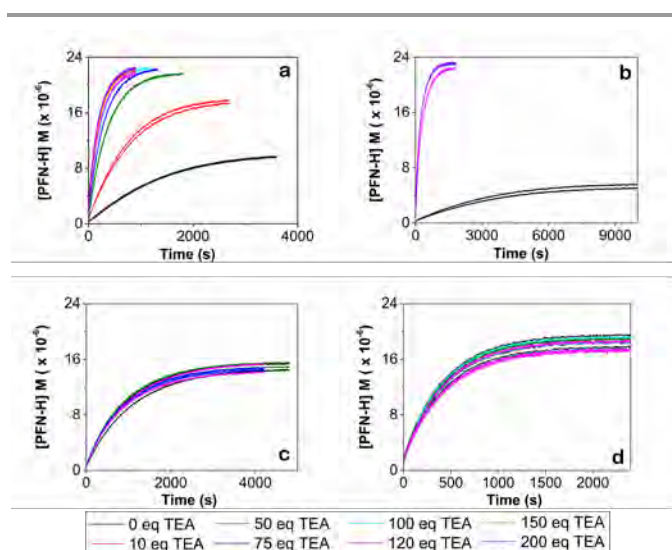 24
16
8
0
[PFN-H] M ( x 10⁻⁶)
a
0 2000 4000
Time (s)
24
16
8
0
[PFN-H] M ( x 10⁻⁶)
b
0 3000 6000 9000
Time (s)
24
16
8
0
[PFN-H] M ( x 10⁻⁶)
c
0 2000 4000
Time (s)
24
16
8
0
[PFN-H] M ( x 10⁻⁶)
d
0 500 1000 1500 2000
Time (s)
0 eq TEA 50 eq TEA 100 eq TEA 150 eq TEA
10 eq TEA 75 eq TEA 120 eq TEA 200 eq TEA